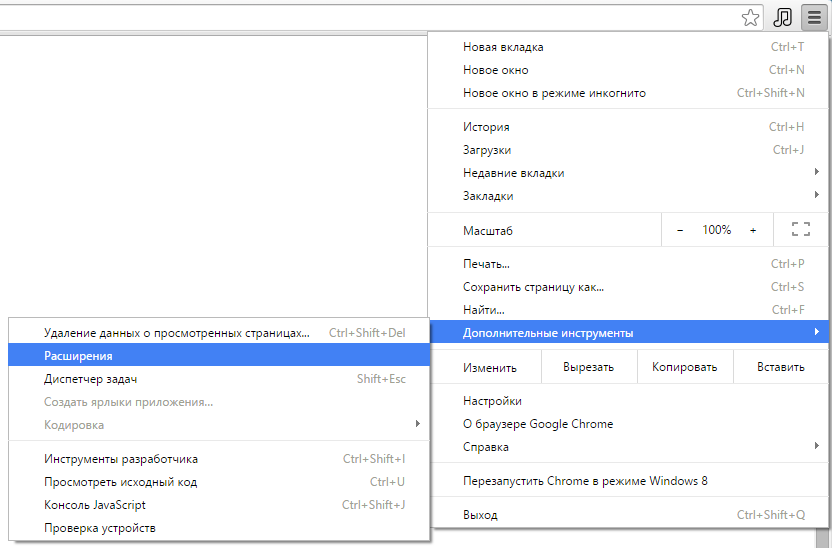 Новая вкладка Ctrl+T
Новое окно Ctrl+N
Новое окно в режиме инкогнито Ctrl+Shift+N
История Ctrl+H
Загрузки Ctrl+J
Недавние вкладки
Закладки
Масштаб - 100% +
Печать... Ctrl+P
Сохранить страницу как... Ctrl+S
Найти... Ctrl+F
Дополнительные инструменты
Изменить Вырезать Копировать Вставить
Настройки
О браузере Google Chrome
Справка
Перезапустить Chrome в режиме Windows 8
Выход Ctrl+Shift+Q
Удаление данных о просмотренных страницах... Ctrl+Shift+Del
Расширения
Диспетчер задач Shift+Esc
Создать ярлыки приложения...
Кодировка
Инструменты разработчика Ctrl+Shift+I
Просмотреть исходный код Ctrl+U
Консоль JavaScript Ctrl+Shift+J
Проверка устройств